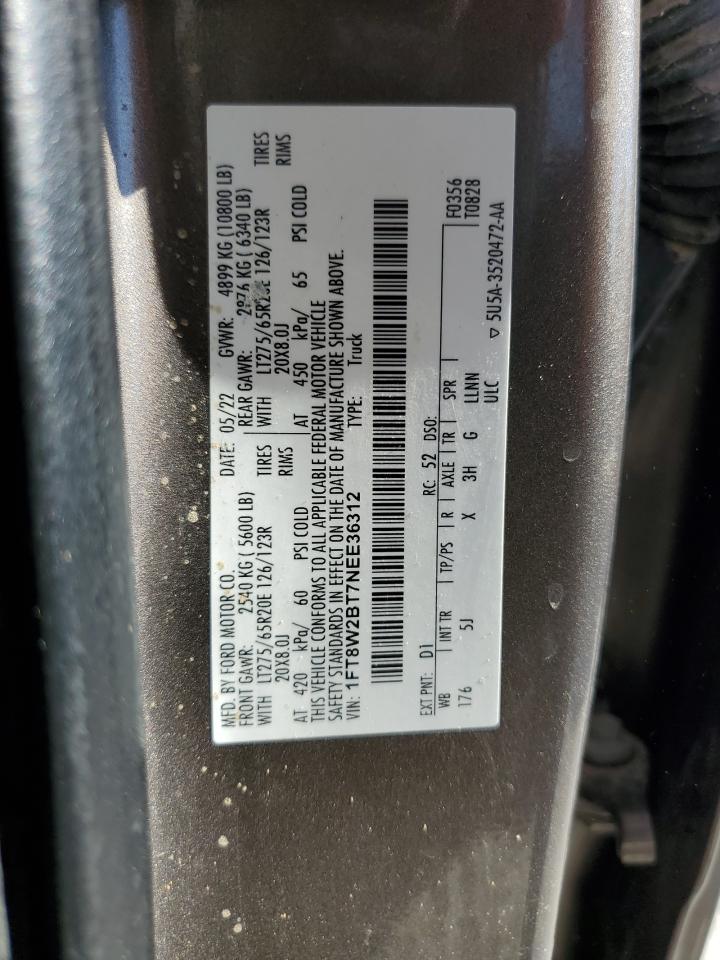 MFD. BY FORD MOTOR CO.
DATE: 05/22 GVWR: 4899 KG (10800 LB)
FRONT GAWR: 2540 KG ( 5600 LB)
REAR GAWR: 2876 KG ( 6340 LB)
WITH LT275/65R20E 126/123R TIRES
WITH LT275/65R20E 126/123R TIRES
20X8.0J RIMS
20X8.0J RIMS
AT 420 kPa/ 60 PSI COLD
AT 450 kPa/ 65 PSI COLD
THIS VEHICLE CONFORMS TO ALL APPLICABLE FEDERAL MOTOR VEHICLE
SAFETY STANDARDS IN EFFECT ON THE DATE OF MANUFACTURE SHOWN ABOVE.
VIN: 1FT8W2BT7NEE36312 TYPE: Truck
EXT PNT: D1 RC: 52 DSO: F0356
WB INT TR TP/PS R AXLE TR SPR T0828
176 5J X 3H G LLNN
ULC ▽ 5U5A-3520472-AA